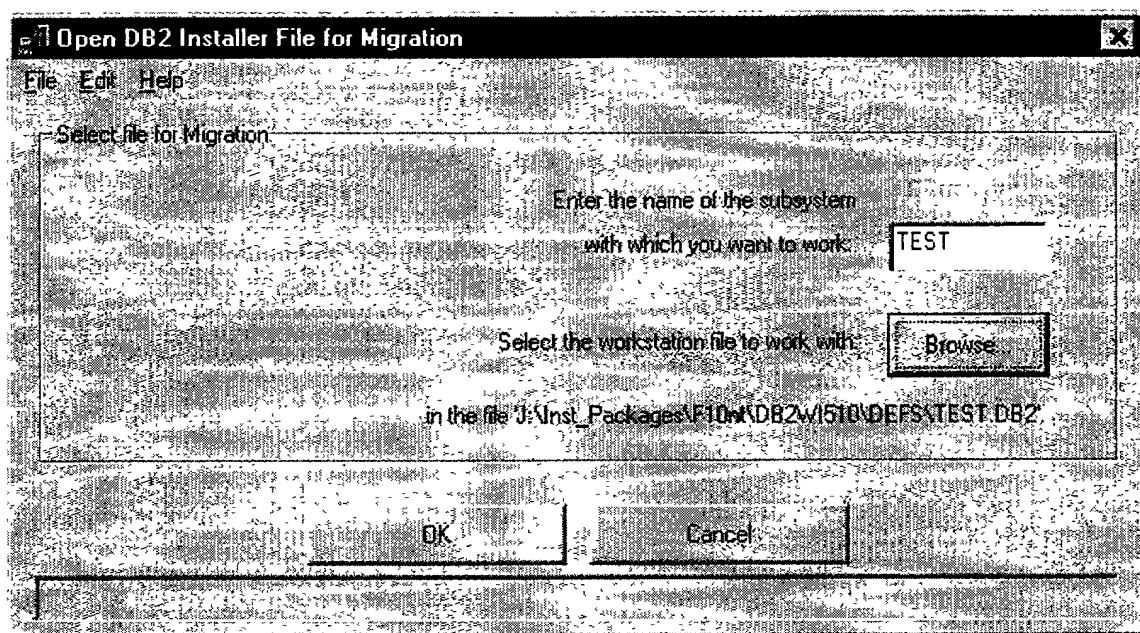 Open DB2 Installer File for Migration
File Edit Help
Select file for Migration
Enter the name of the subsystem
with which you want to work: TEST
Select the workstation file to work with: Browse...
in the file 'J:\Inst_Packages\F10nt\DB2WI510\DEFS\TEST.DB2'
OK Cancel